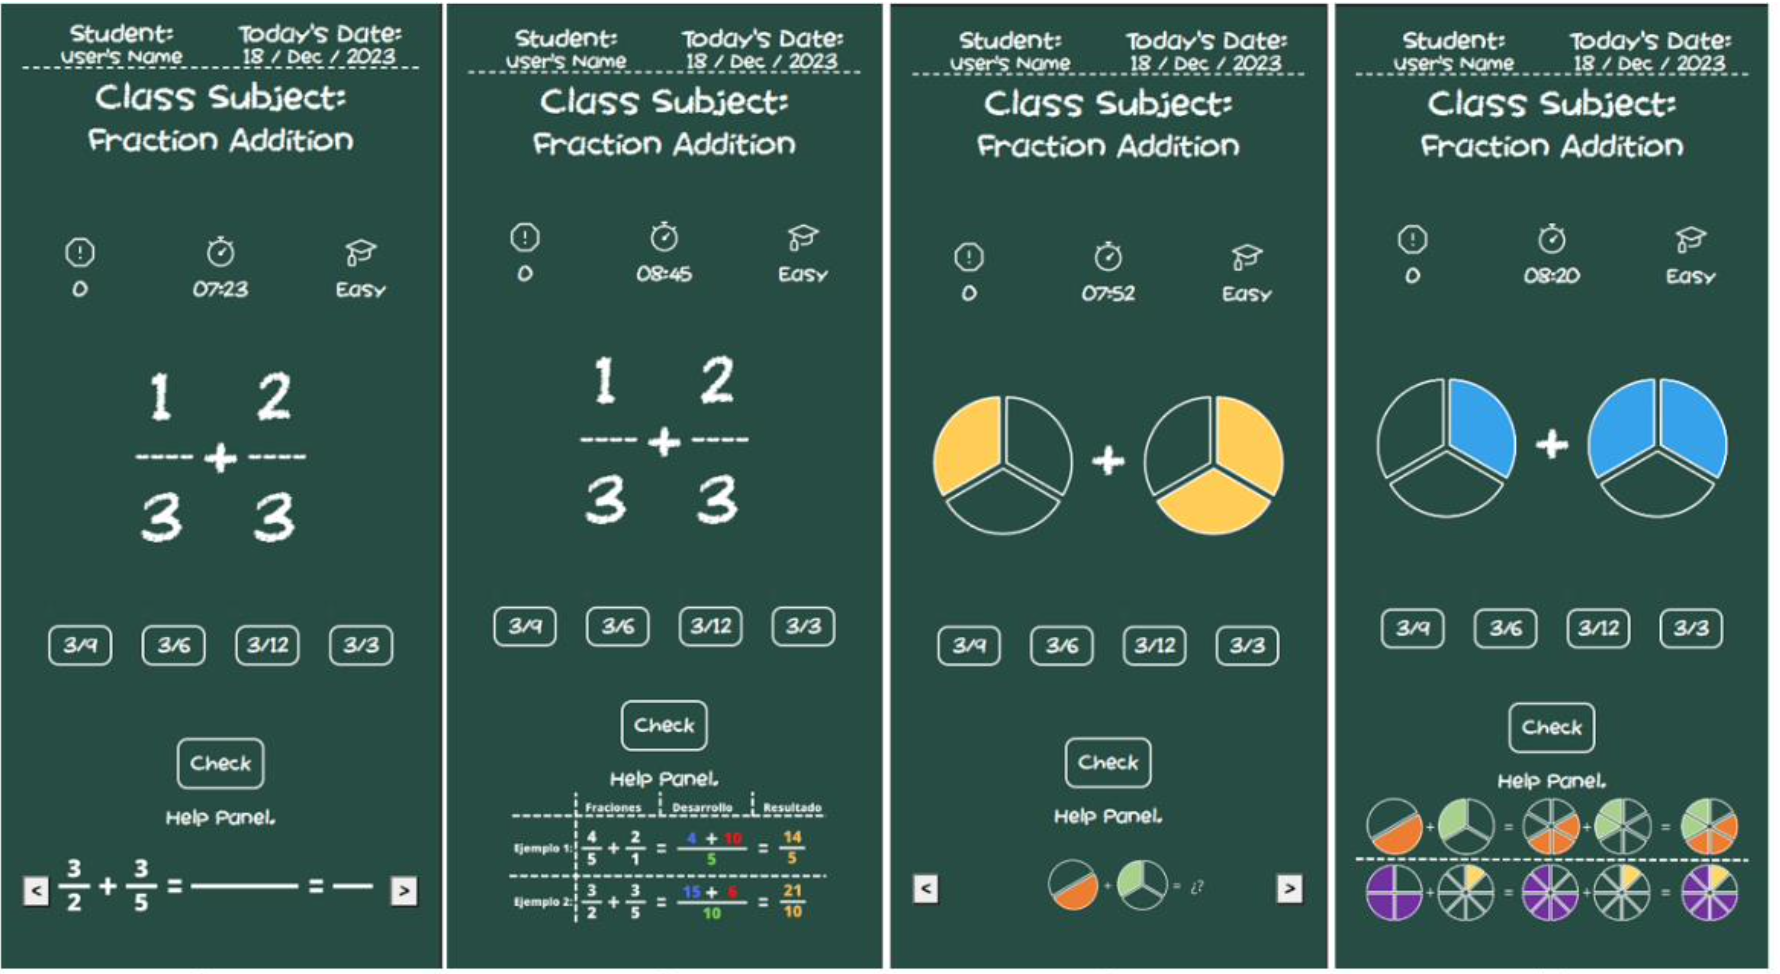 Student: Today's Date:
User's Name 18 / Dec / 2023
Class Subject:
Fraction Addition
0 07:23 Easy
1 2
---- + ----
3 3
3/9 3/6 3/12 3/3
Check
Help Panel.
< 3/2 + 3/5 = = >
Student: Today's Date:
User's Name 18 / Dec / 2023
Class Subject:
Fraction Addition
0 08:45 Easy
1 2
---- + ----
3 3
3/9 3/6 3/12 3/3
Check
Help Panel.
Fraciones Desarrollo Resultado
Ejemplo 1: 4/5 + 2/1 = 4 + 10/5 = 14/5
Ejemplo 2: 3/2 + 3/5 = 15 + 6/10 = 21/10
Student: Today's Date:
User's Name 18 / Dec / 2023
Class Subject:
Fraction Addition
0 07:52 Easy
+
3/9 3/6 3/12 3/3
Check
Help Panel.
< + = ¿? >
Student: Today's Date:
User's Name 18 / Dec / 2023
Class Subject:
Fraction Addition
0 08:20 Easy
+
3/9 3/6 3/12 3/3
Check
Help Panel.
+ = + =
+ = + =